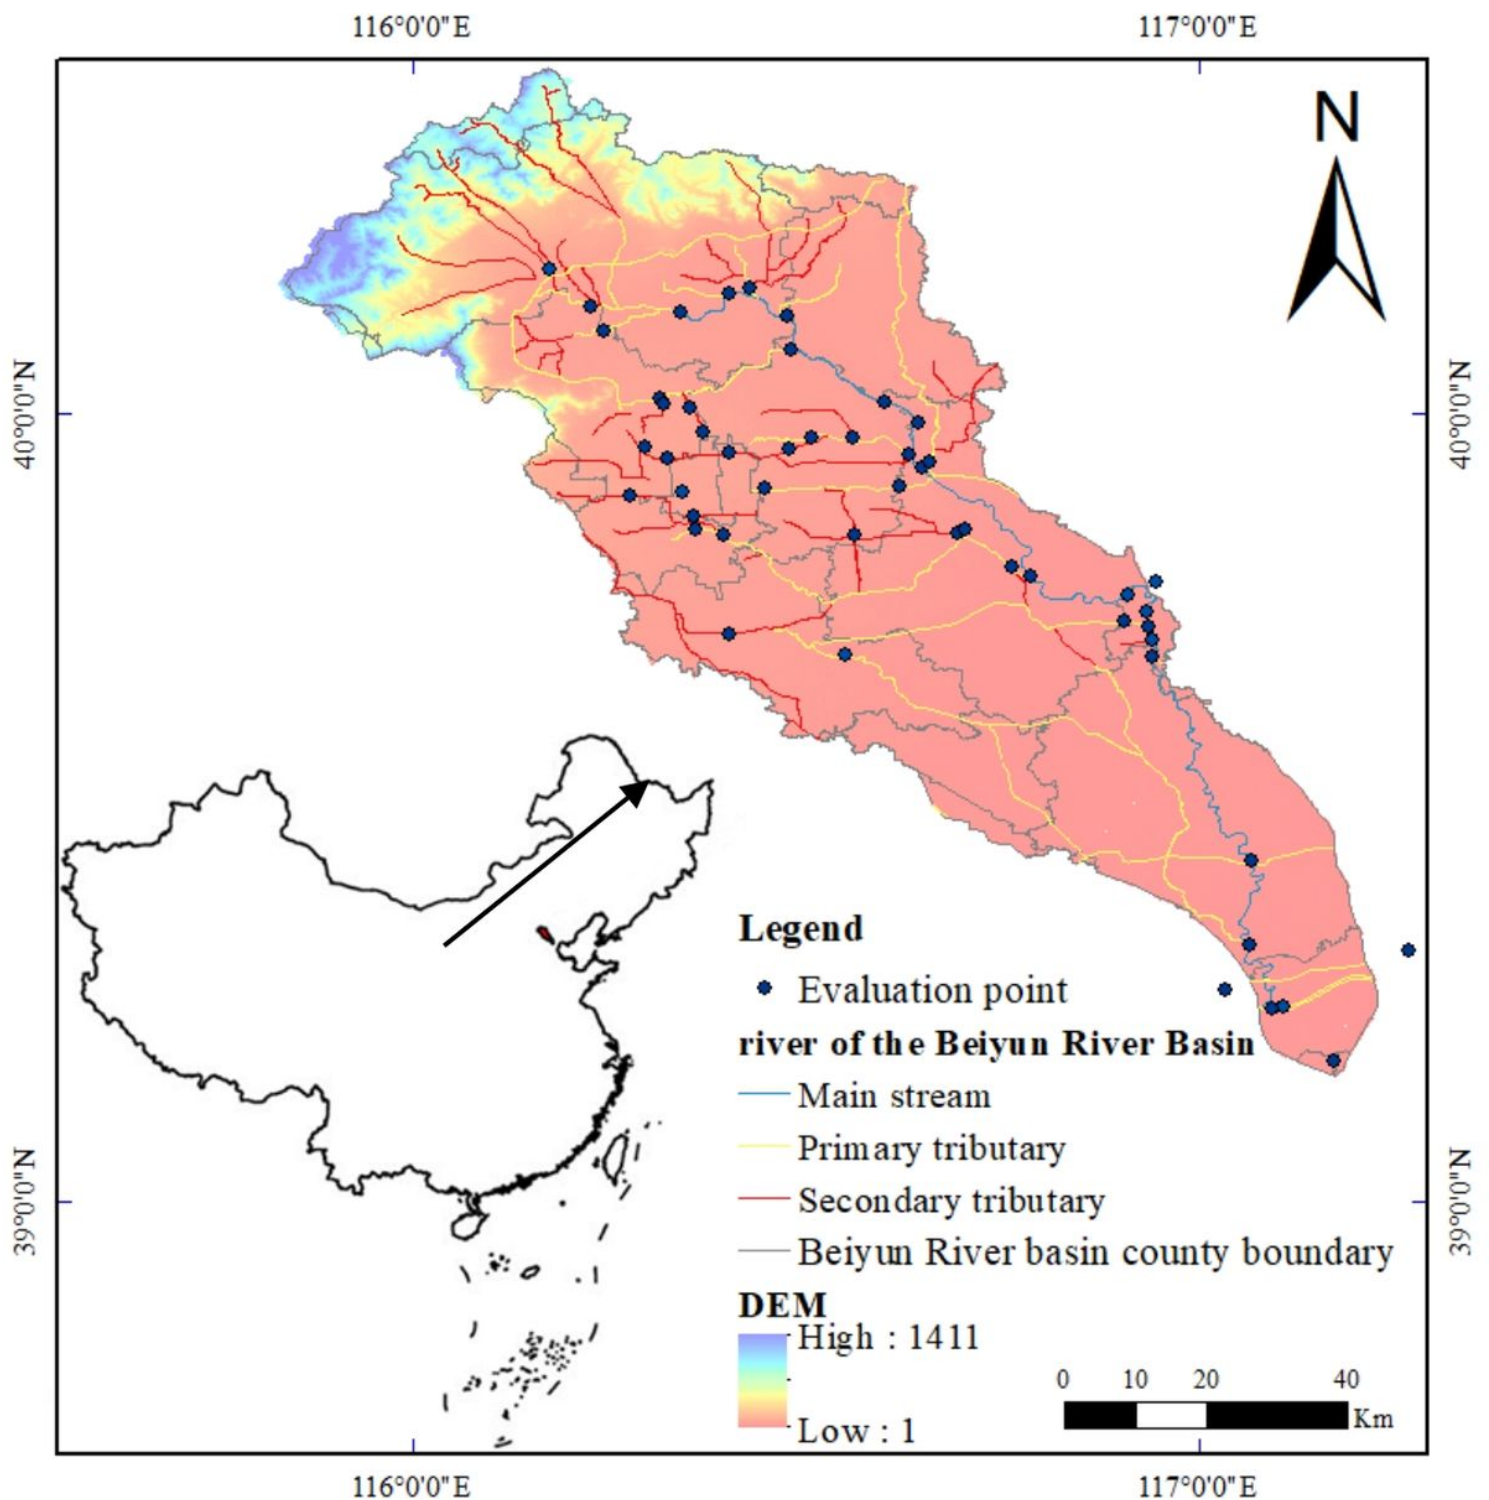 116°0'0"E
117°0'0"E
N
40°0'0"N
40°0'0"N
Legend
Evaluation point
river of the Beiyun River Basin
Main stream
Primary tributary
Secondary tributary
Beiyun River basin county boundary
DEM
High : 1411
Low : 1
0 10 20 40
Km
39°0'0"N
39°0'0"N
116°0'0"E
117°0'0"E